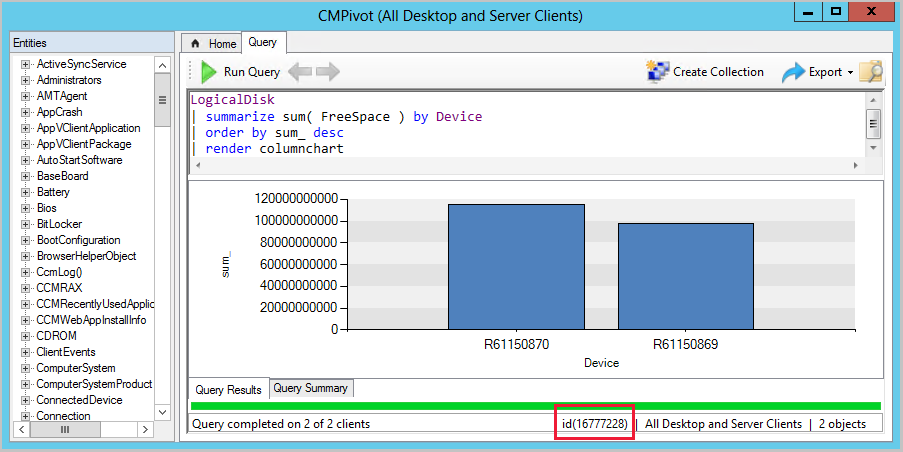 CMPivot (All Desktop and Server Clients)
Entities
ActiveSyncService
Administrators
AMTAgent
AppCrash
AppVClientApplication
AppVClientPackage
AutoStartSoftware
BaseBoard
Battery
Bios
BitLocker
BootConfiguration
BrowserHelperObject
CcmLog()
CCMRAX
CCMRecentlyUsedApplic
CCMWebAppInstallInfo
CDROM
ClientEvents
ComputerSystem
ComputerSystemProduct
ConnectedDevice
Connection
Home Query
Run Query Create Collection Export
LogicalDisk
| summarize sum( FreeSpace ) by Device
| order by sum_ desc
| render columnchart
120000000000
100000000000
80000000000
60000000000
40000000000
20000000000
0
sum_
R61150870 R61150869
Device
Query Results Query Summary
Query completed on 2 of 2 clients id(16777228) | All Desktop and Server Clients | 2 objects